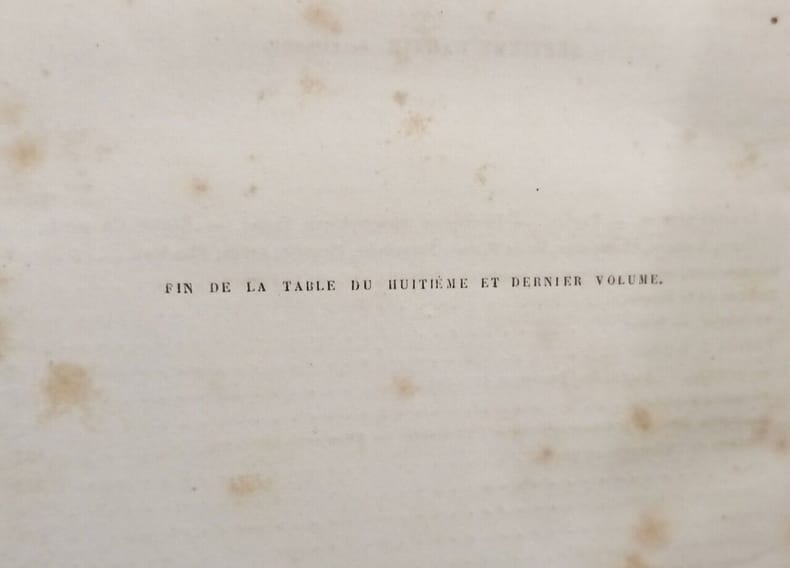 FIN DE LA TABLE DU HUITIÈME ET DERNIER VOLUME.